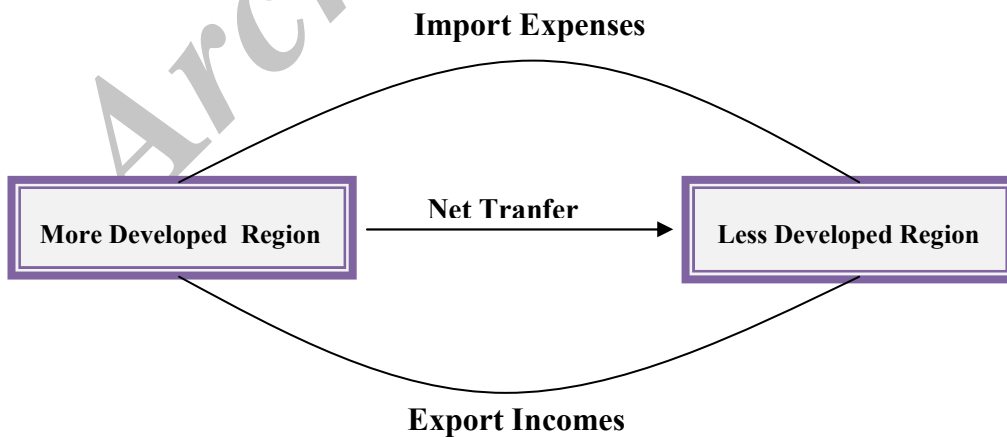 Import Expenses
Net Tranfer
More Developed Region
Less Developed Region
Export Incomes